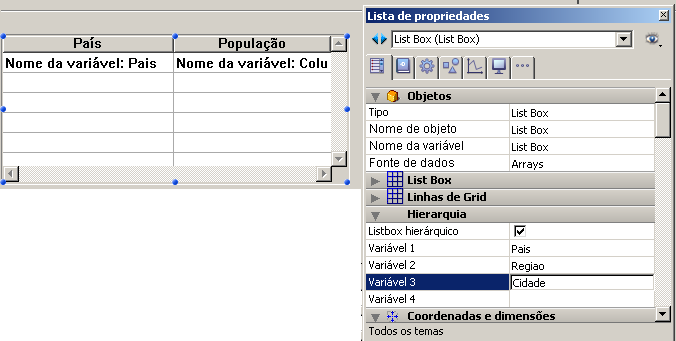 País População
Nome da variável: Pais Nome da variável: Colu
Lista de propriedades
List Box (List Box)
Objetos
Tipo List Box
Nome de objeto List Box
Nome da variável List Box
Fonte de dados Arrays
List Box
Linhas de Grid
Hierarquia
Listbox hierárquico
Variável 1 Pais
Variável 2 Regiao
Variável 3 Cidade
Variável 4
Coordenadas e dimensões
Todos os temas